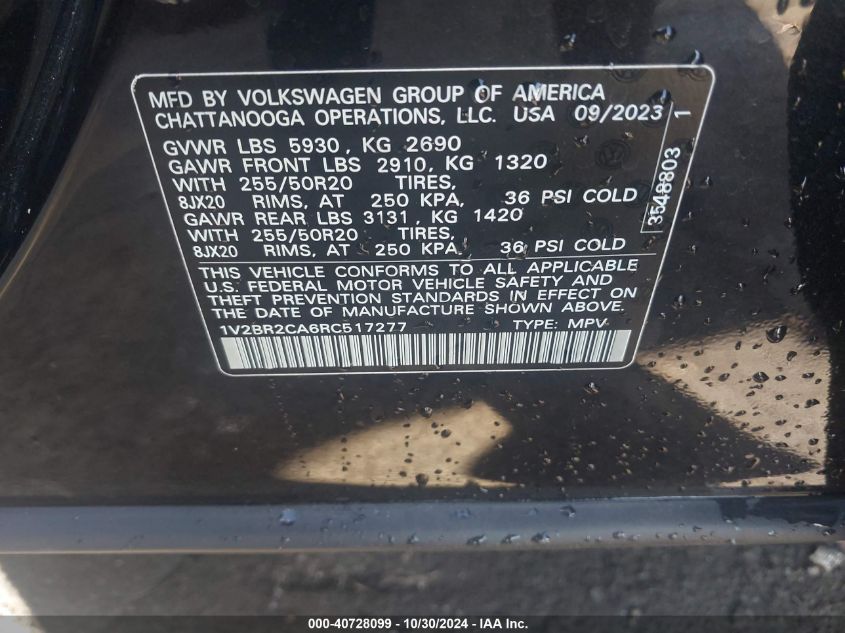 MFD BY VOLKSWAGEN GROUP OF AMERICA
CHATTANOOGA OPERATIONS, LLC. USA 09/2023
GVWR LBS 5930, KG 2690
GAWR FRONT LBS 2910, KG 1320
WITH 255/50R20 TIRES,
8JX20 RIMS, AT 250 KPA, 36 PSI COLD
GAWR REAR LBS 3131, KG 1420
WITH 255/50R20 TIRES,
8JX20 RIMS, AT 250 KPA, 36 PSI COLD
THIS VEHICLE CONFORMS TO ALL APPLICABLE
U.S. FEDERAL MOTOR VEHICLE SAFETY AND
THEFT PREVENTION STANDARDS IN EFFECT ON
THE DATE OF MANUFACTURE SHOWN ABOVE.
1V2BR2CA6RC517277 TYPE: MPV
3548803
1
000-40728099 - 10/30/2024 - IAAI Inc.